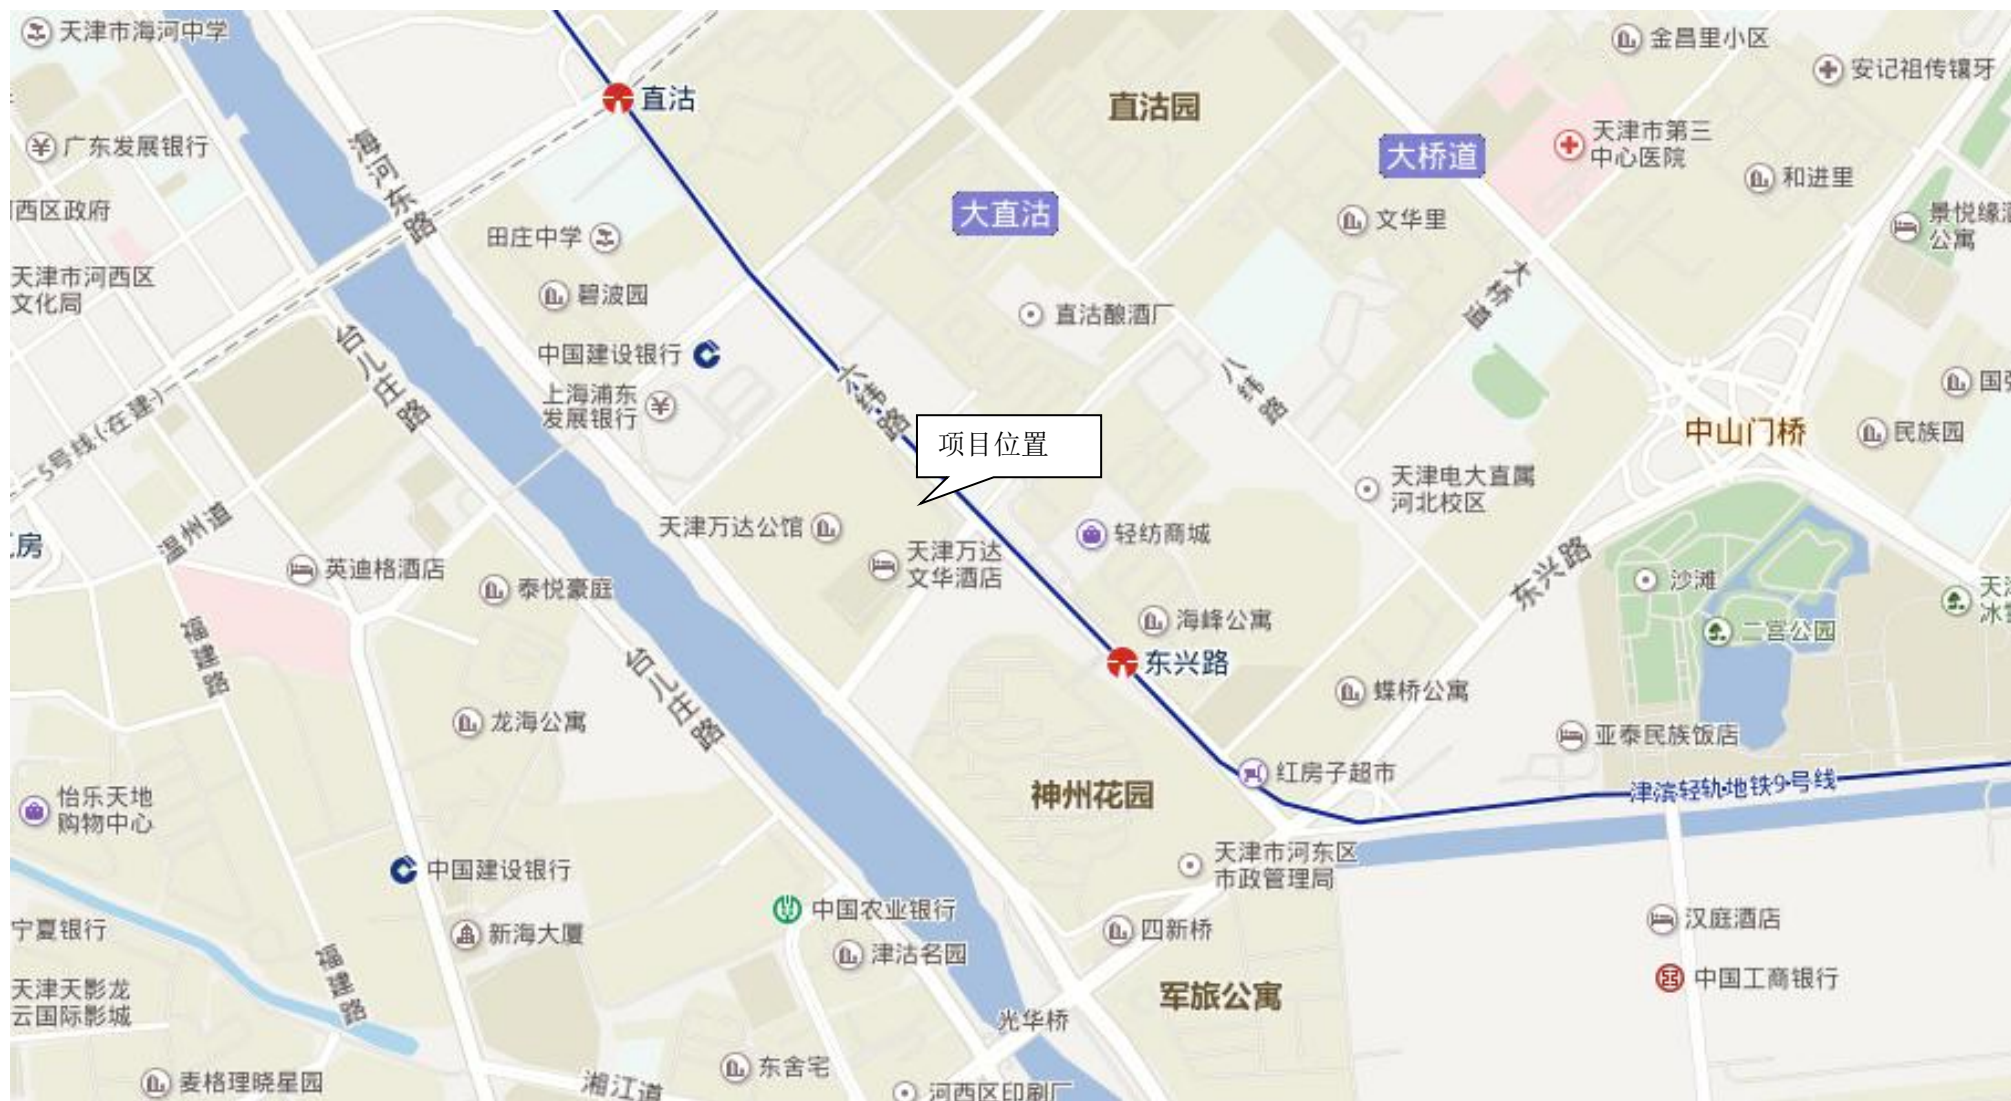 天津市海河中学
金昌里小区
安记祖传镶牙
直沽
直沽园
天津市第三
中心医院
大桥道
广东发展银行
海河东路
和进里
西区政府
大直沽
文华里
景悦缘酒
公寓
田庄中学
天津市河西区
文化局
碧波园
大桥道
直沽酿酒厂
台儿庄路
中国建设银行
六纬路
八纬路
国
上海浦东
发展银行
5号线(在建)
项目位置
中山门桥
民族园
天津电大直属
河北校区
温州道
房
天津万达公馆
轻纺商城
天津万达
文华酒店
东兴路
英迪格酒店
泰悦豪庭
沙滩
天
冰
海峰公寓
二宫公园
福建路
台儿庄路
东兴路
蝶桥公寓
龙海公寓
亚泰民族饭店
红房子超市
津滨轻轨地铁9号线
神州花园
怡乐天地
购物中心
天津市河东区
市政管理局
中国建设银行
中国农业银行
四新桥
汉庭酒店
宁夏银行
新海大厦
津沽名园
福建路
中国工商银行
天津天影龙
云国际影城
军旅公寓
光华桥
东舍宅
麦格理晓星园
湘江道
河西区印刷厂